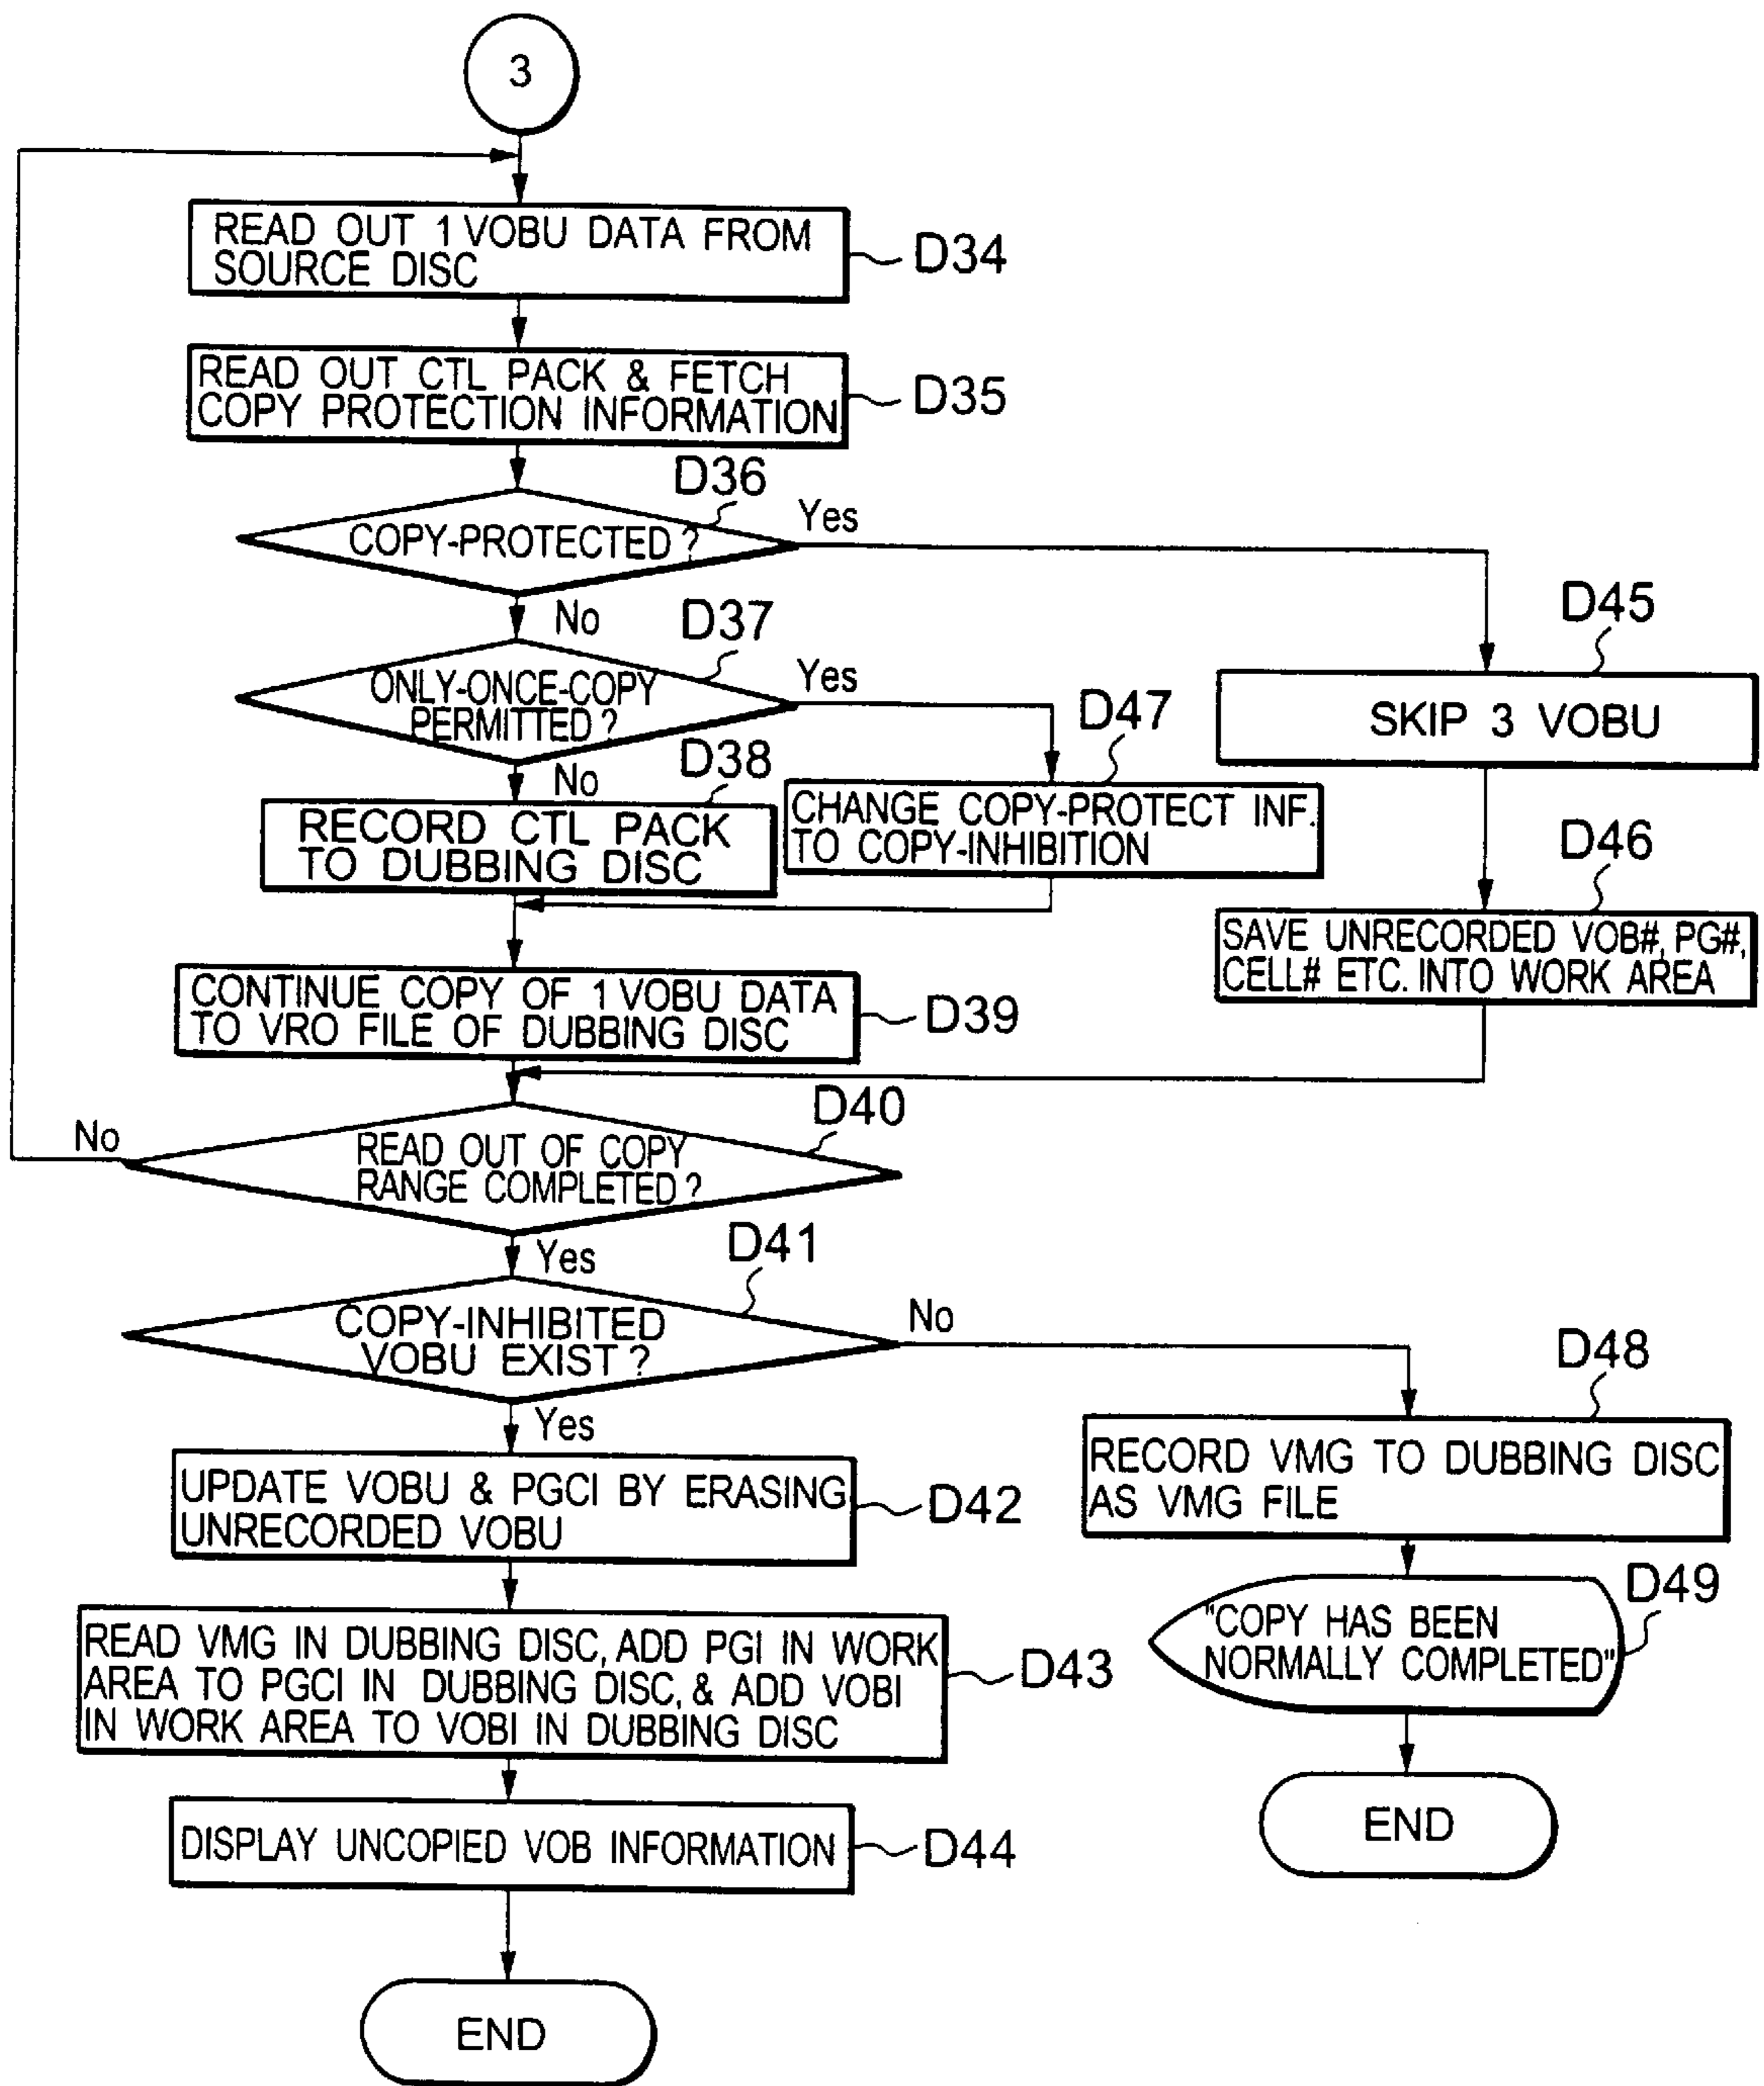 3
READ OUT 1 VOBU DATA FROM
SOURCE DISC
D34
READ OUT CTL PACK & FETCH
COPY PROTECTION INFORMATION
D35
D36
COPY-PROTECTED ?
Yes
No
D37
ONLY-ONCE-COPY
PERMITTED ?
Yes
No
D45
SKIP 3 VOBU
D47
CHANGE COPY-PROTECT INF.
TO COPY-INHIBITION
D38
RECORD CTL PACK
TO DUBBING DISC
D46
SAVE UNRECORDED VOB#, PG#,
CELL# ETC. INTO WORK AREA
CONTINUE COPY OF 1 VOBU DATA
TO VRO FILE OF DUBBING DISC
D39
D40
No
READ OUT OF COPY
RANGE COMPLETED ?
Yes
D41
COPY-INHIBITED
VOBU EXIST ?
No
Yes
D48
RECORD VMG TO DUBBING DISC
AS VMG FILE
UPDATE VOBU & PGCI BY ERASING
UNRECORDED VOBU
D42
D49
"COPY HAS BEEN
NORMALLY COMPLETED"
READ VMG IN DUBBING DISC, ADD PGI IN WORK
AREA TO PGCI IN DUBBING DISC, & ADD VOBI
IN WORK AREA TO VOBI IN DUBBING DISC
D43
END
DISPLAY UNCOPIED VOB INFORMATION
D44
END